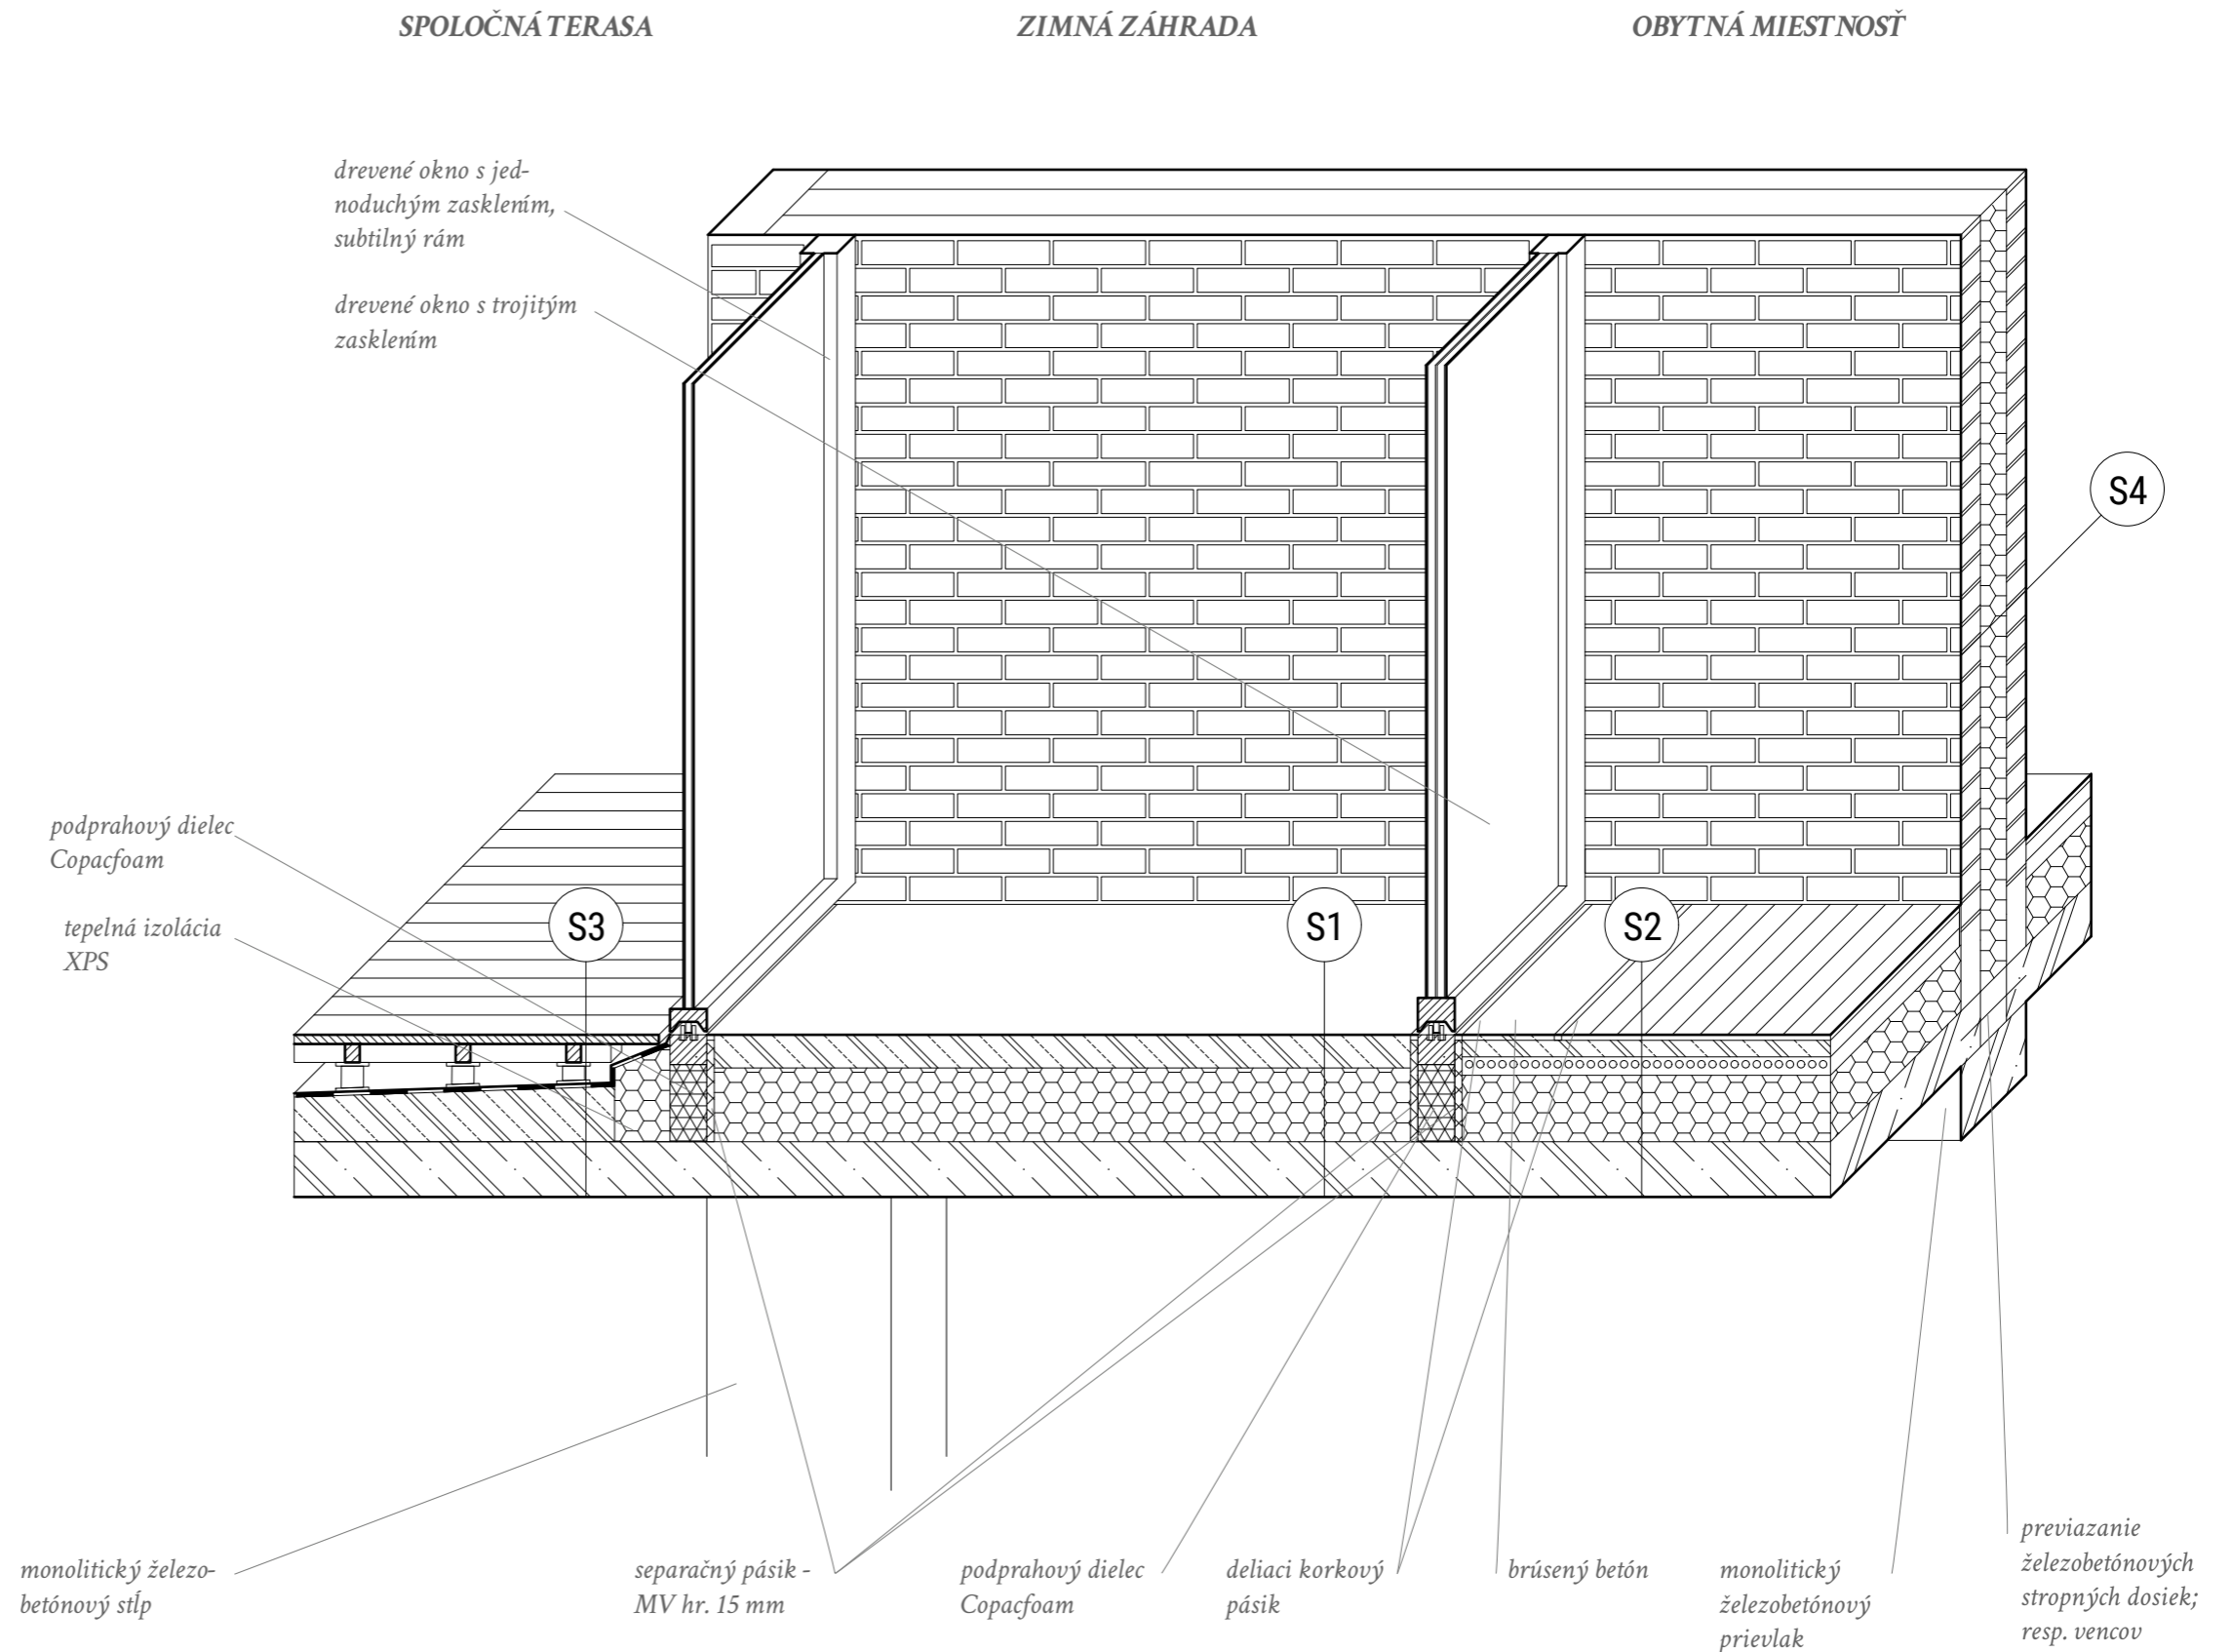 SPOLOČNÁ TERASA
ZIMNÁ ZÁHRADA
OBYTNÁ MIESTNOSŤ
drevené okno s jed-
noduchým zasklením,
subtilný rám
drevené okno s trojitým
zasklením
S4
podprahový dielec
Copacfoam
tepelná izolácia
XPS
S3
S1
S2
monolitický železo-
betónový stĺp
separačný pásik -
MV hr. 15 mm
podprahový dielec
Copacfoam
deliaci korkový
pásik
brúsený betón
monolitický
železobetónový
prievlak
previazanie
železobetónových
stropných dosiek;
resp. vencov